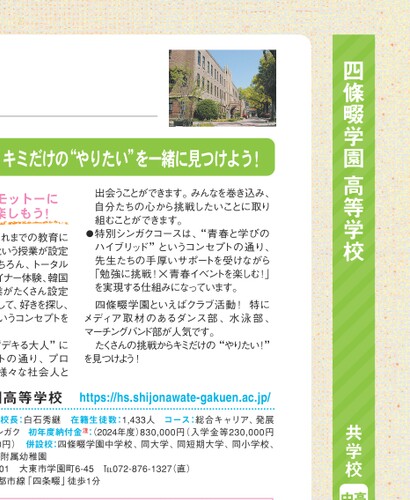 キミだけの“やりたい”を一緒に見つけよう!
四條畷学園 高等学校
モットーに
楽しもう!
れまでの教育に
いう授業が設定
ちろん、トータル
イナー体験、韓国
がたくさん設定
して、好きを探し、
いうコンセプトを
デキる大人” に
トの通り、プロ
様々な社会人と
出会うことができます。みんなを巻き込み、
自分たちの心から挑戦したいことに取り
組むことができます。
●特別シンガクコースは、“青春と学びの
ハイブリッド” というコンセプトの通り、
先生たちの手厚いサポートを受けながら
「勉強に挑戦!×青春イベントを楽しむ!」
を実現する仕組みになっています。
四條畷学園といえばクラブ活動! 特に
メディア取材のあるダンス部、水泳部、
マーチングバンド部が人気です。
たくさんの挑戦からキミだけの “やりたい!”
を見つけよう!
高等学校 https://hs.shijonawate-gakuen.ac.jp/
校長:白石秀継 在籍生徒数:1,433人 コース:総合キャリア、発展
ンガク 初年度納付金注:(2024年度)830,000円(入学金等230,000円
円) 併設校:四條畷学園中学校、同大学、同短期大学、同小学校、
附属幼稚園
01 大東市学園町6-45 TEL072-876-1327(直)
都市線「四条畷」徒歩1分
共学校
中高